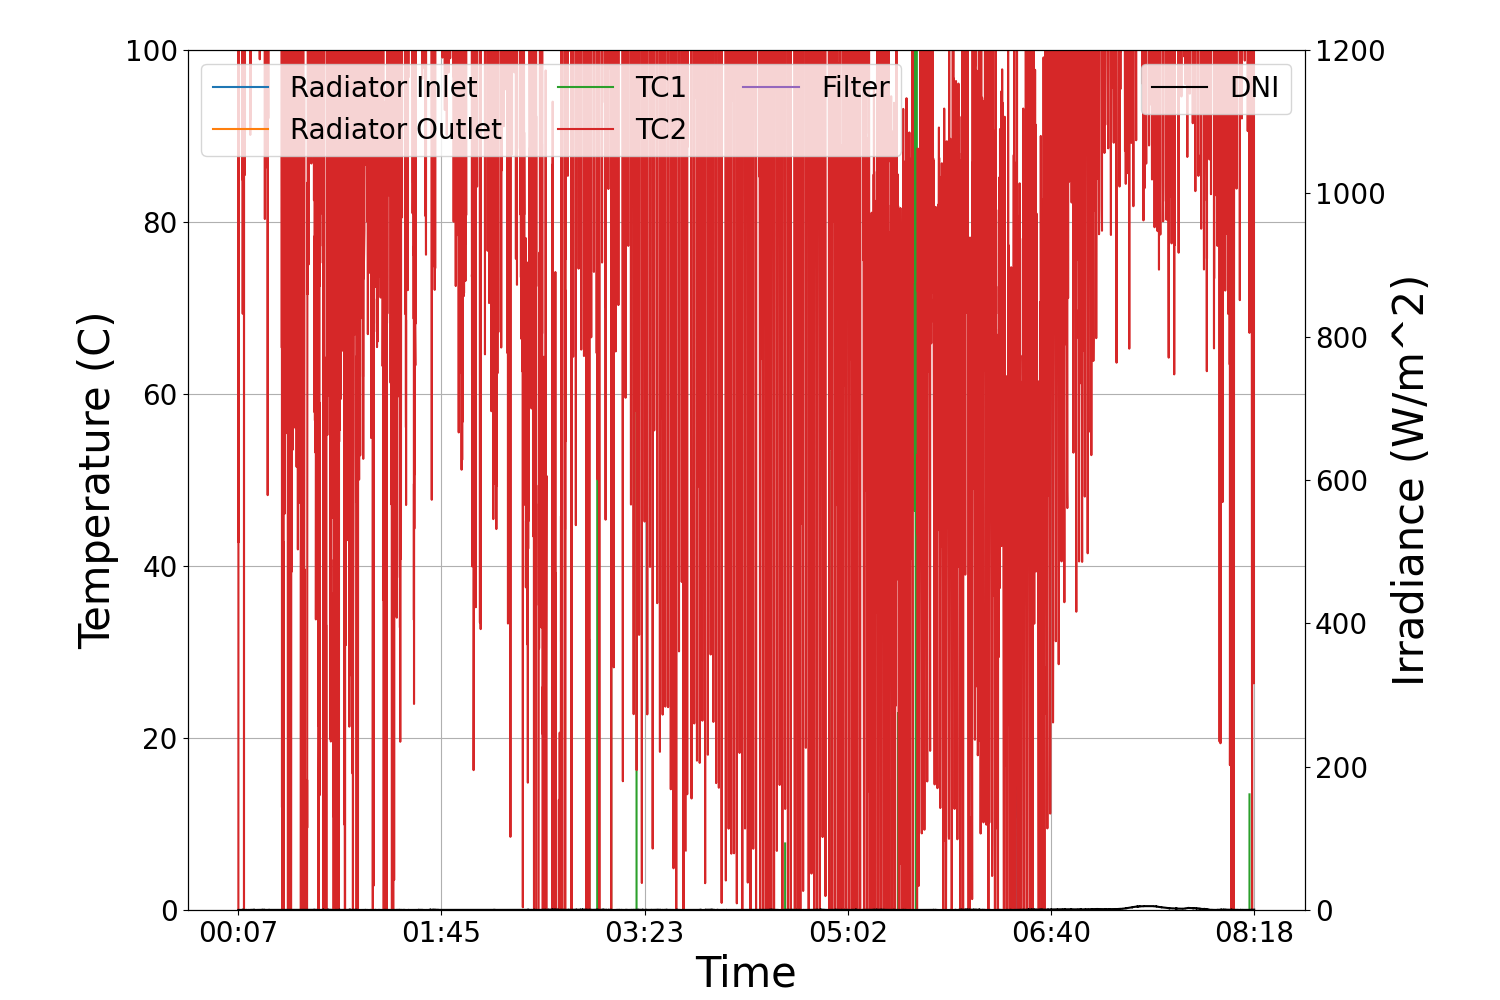 100
80
60
40
20
0
Temperature (C)
Radiator Inlet
Radiator Outlet
TC1
TC2
Filter
DNI
1200
1000
800
600
400
200
0
Irradiance (W/m^2)
00:07
01:45
03:23
05:02
06:40
08:18
Time